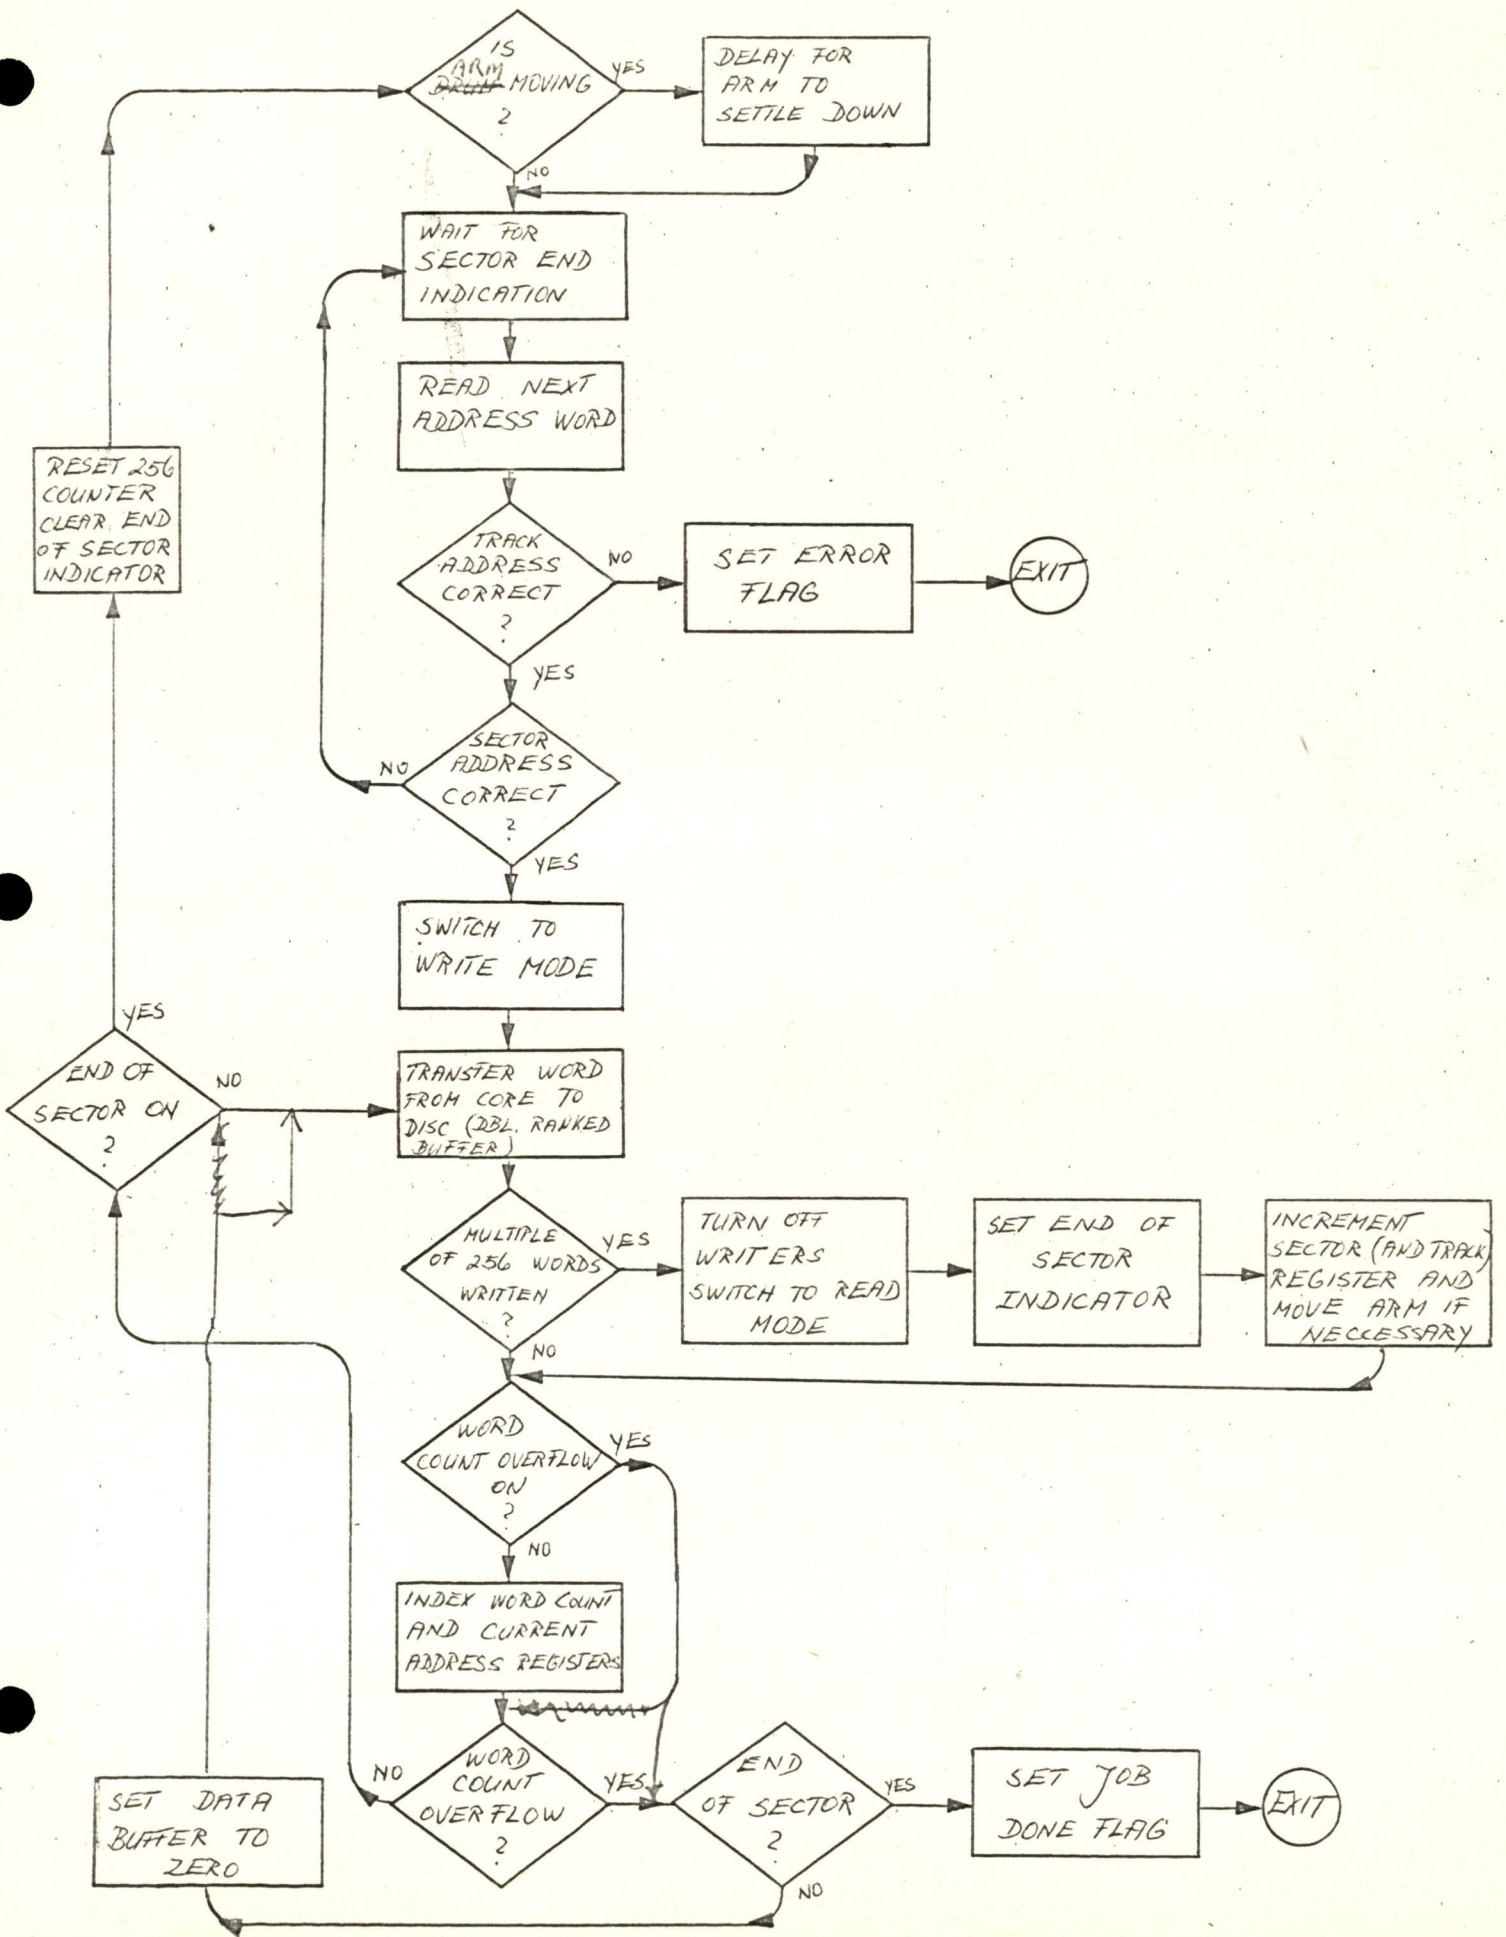 IS
ARM
DRUM MOVING
?
YES
DELAY FOR
ARM TO
SETTLE DOWN
NO
WAIT FOR
SECTOR END
INDICATION
READ NEXT
ADDRESS WORD
RESET 256
COUNTER
CLEAR END
OF SECTOR
INDICATOR
TRACK
ADDRESS
CORRECT
?
NO
SET ERROR
FLAG
EXIT
YES
SECTOR
ADDRESS
CORRECT
?
NO
YES
SWITCH TO
WRITE MODE
YES
END OF
SECTOR ON
?
NO
TRANSFER WORD
FROM CORE TO
DISC (DBL. RANKED
BUFFER)
MULTIPLE
OF 256 WORDS
WRITTEN
?
YES
TURN OFF
WRITERS
SWITCH TO READ
MODE
SET END OF
SECTOR
INDICATOR
INCREMENT
SECTOR (AND TRACK)
REGISTER AND
MOVE ARM IF
NECCESSARY
NO
WORD
COUNT OVERFLOW
ON
?
YES
NO
INDEX WORD COUNT
AND CURRENT
ADDRESS REGISTERS
WORD
COUNT
OVERFLOW
?
NO
YES
END
OF SECTOR
?
YES
SET JOB
DONE FLAG
EXIT
NO
SET DATA
BUFFER TO
ZERO